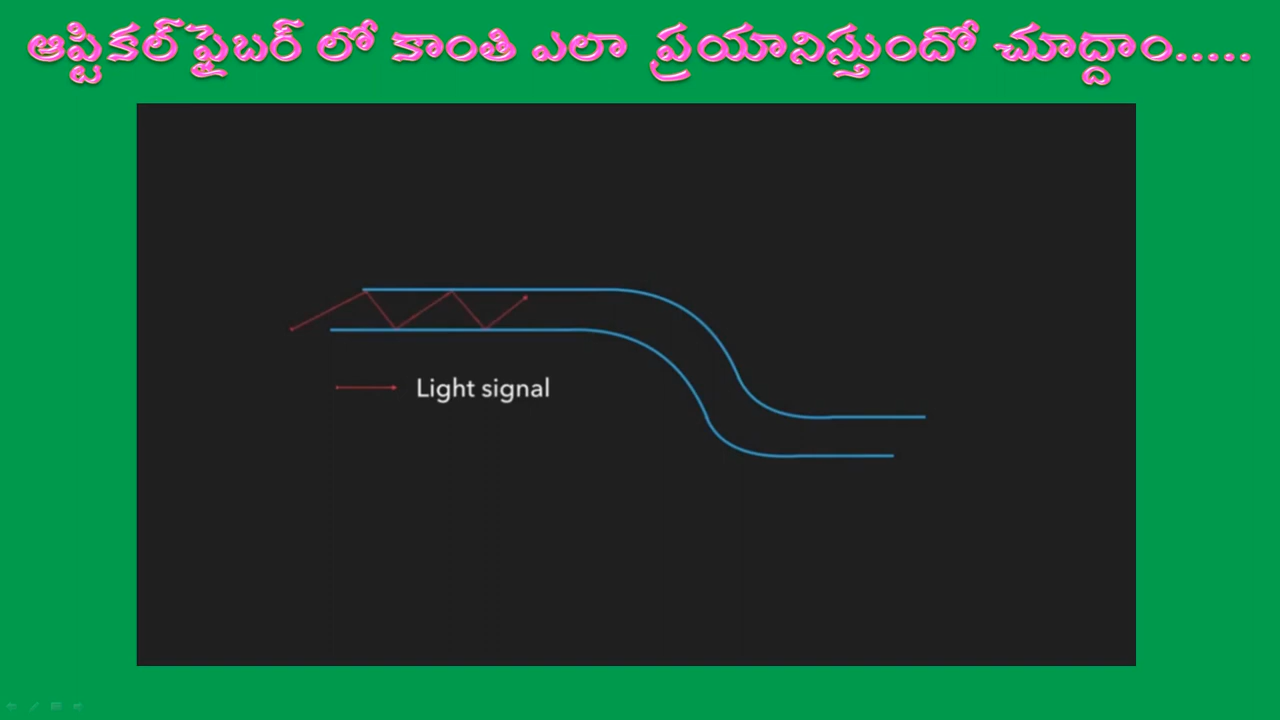 ఆప్టికల్ ఫైబర్ లో కాంతి ఎలా ప్రయానిస్తుందో చూద్దాం.....
Light signal